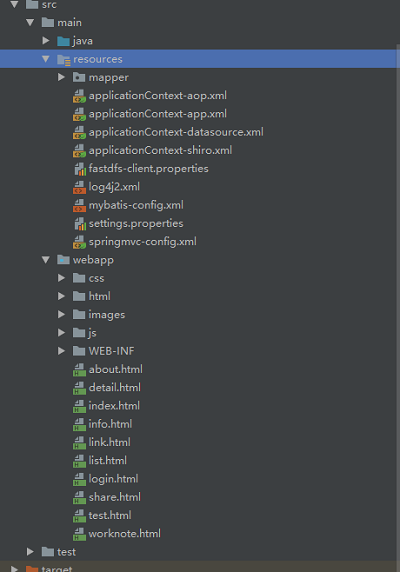 src
main
java
resources
mapper
applicationContext-aop.xml
applicationContext-app.xml
applicationContext-datasource.xml
applicationContext-shiro.xml
fastdfs-client.properties
log4j2.xml
mybatis-config.xml
settings.properties
springmvc-config.xml
webapp
css
html
images
js
WEB-INF
about.html
detail.html
index.html
info.html
link.html
list.html
login.html
share.html
test.html
worknote.html
test
target